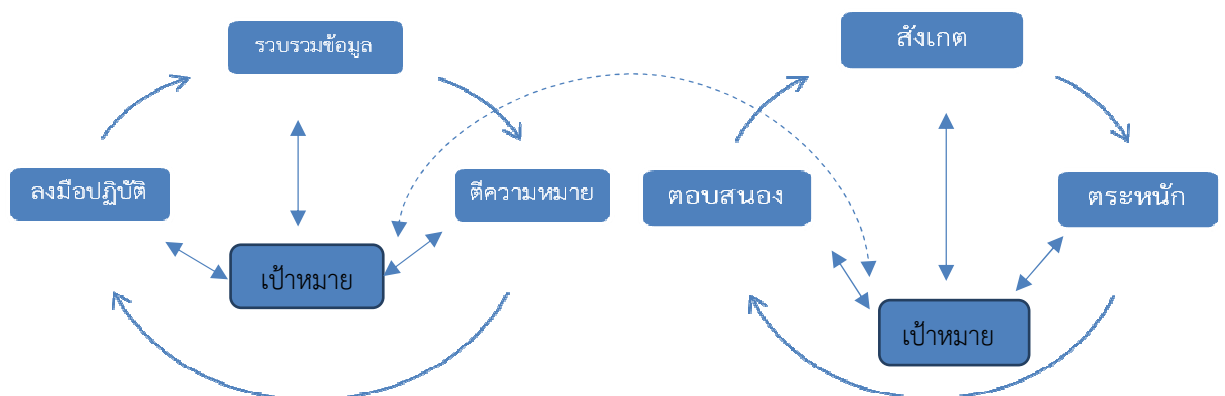 รวบรวมข้อมูล
ลงมือปฏิบัติ
ตีความหมาย
เป้าหมาย
สังเกต
ตอบสนอง
ตระหนัก
เป้าหมาย